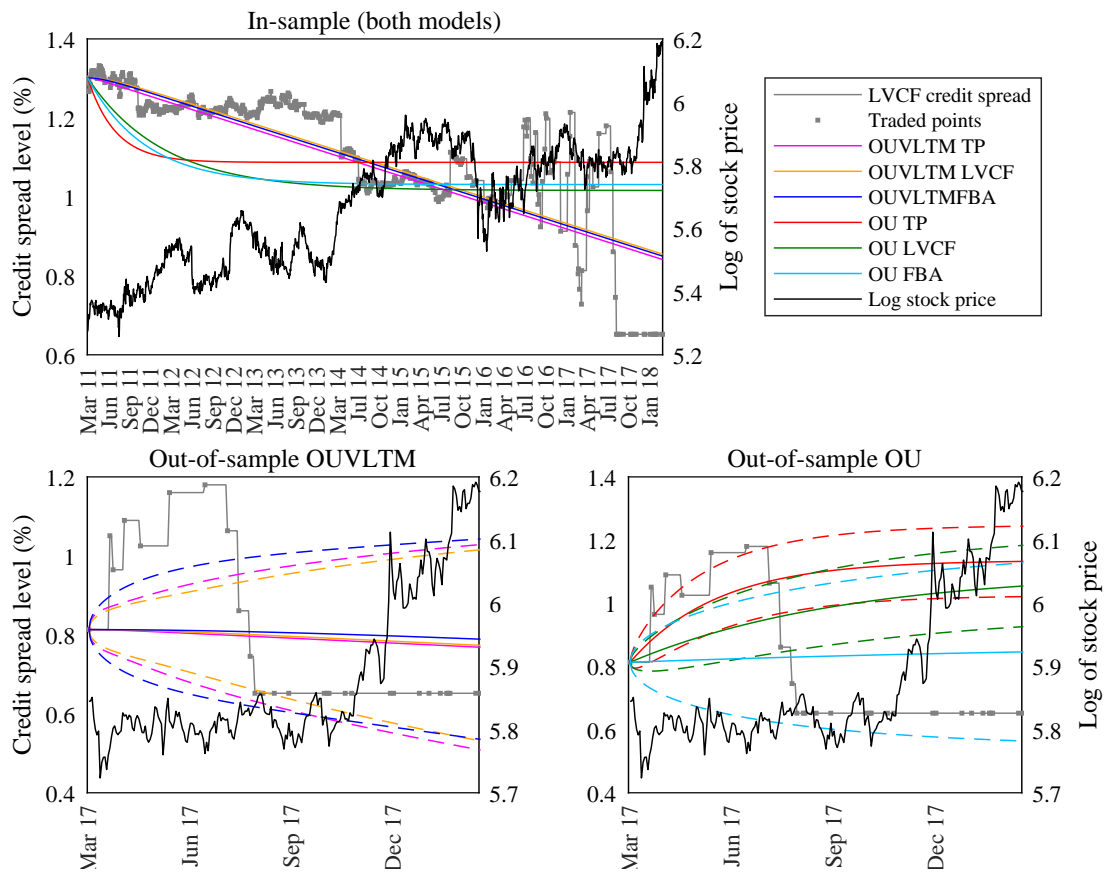 In-sample (both models)
Credit spread level (%)
1.4
1.2
1
0.8
0.6
6.2
6
5.8
5.6
5.4
5.2
Log of stock price
Mar 11
Jun 11
Sep 11
Dec 11
Mar 12
Jun 12
Sep 12
Dec 12
Mar 13
Jun 13
Sep 13
Dec 13
Mar 14
Jul 14
Oct 14
Jan 15
Apr 15
Jul 15
Oct 15
Jan 16
Apr 16
Jul 16
Oct 16
Jan 17
Apr 17
Jul 17
Oct 17
Jan 18
LVCF credit spread
Traded points
OUVLTM TP
OUVLTM LVCF
OUVLTMFBA
OU TP
OU LVCF
OU FBA
Log stock price
Out-of-sample OUVLTM
Credit spread level (%)
1.2
1
0.8
0.6
0.4
6.2
6.1
6
5.9
5.8
5.7
Mar 17
Jun 17
Sep 17
Dec 17
Out-of-sample OU
1.4
1.2
1
0.8
0.6
0.4
6.2
6.1
6
5.9
5.8
5.7
Log of stock price
Mar 17
Jun 17
Sep 17
Dec 17